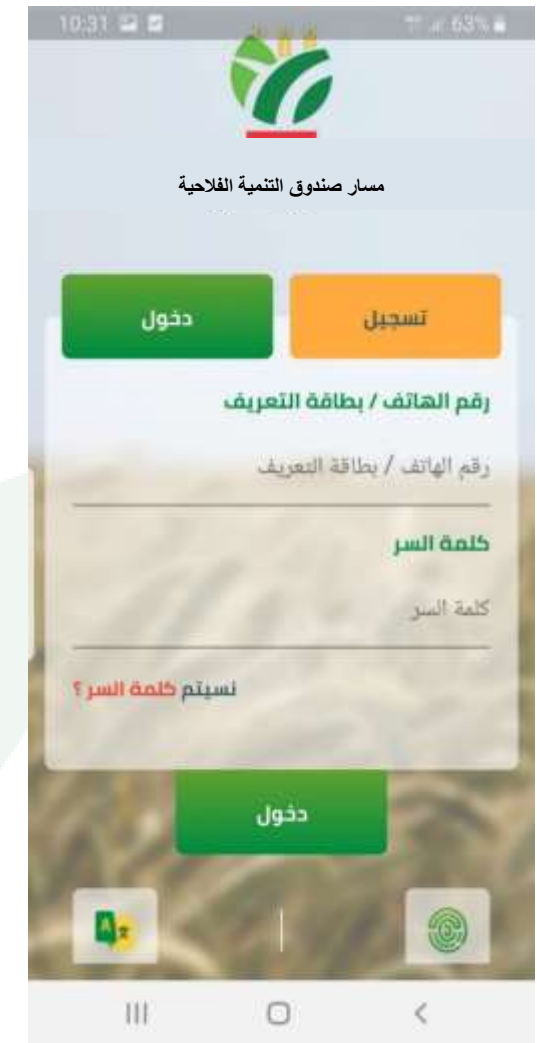 10:31 63%
مسار صندوق التنمية الفلاحية
تسجيل دخول
رقم الهاتف / بطاقة التعريف
رقم الهاتف / بطاقة التعريف
كلمة السر
كلمة السر
نسيتم كلمة السر؟
دخول